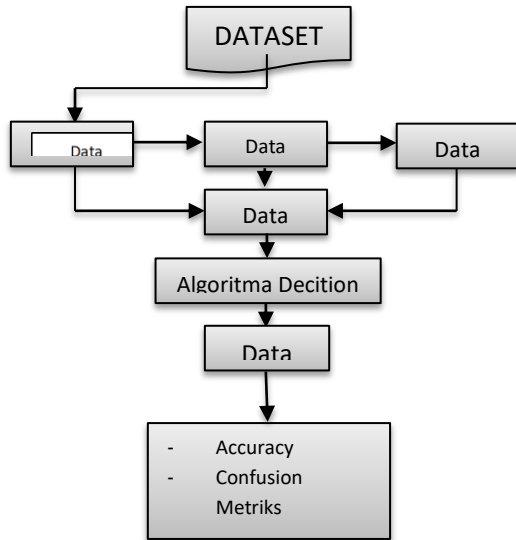 DATASET
Data
Data
Data
Data
Algoritma Decition
Data
- Accuracy
- Confusion
Metriks